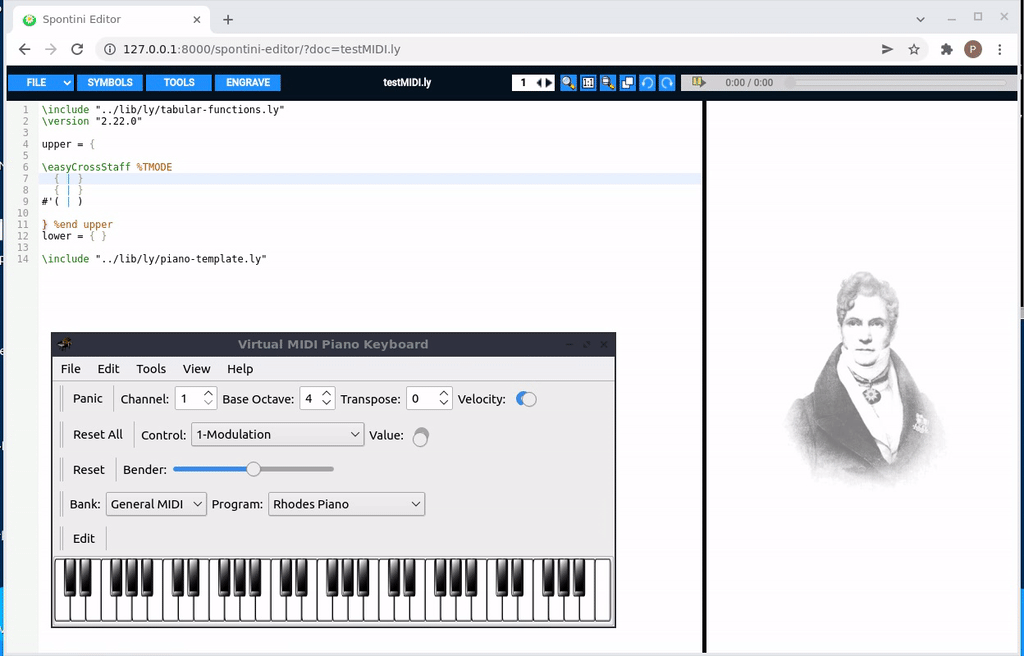 Spontini Editor
127.0.0.1:8000/spontini-editor/?doc=testMIDI.ly
P
FILE SYMBOLS TOOLS ENGRAVE testMIDI.ly 1 0:00 / 0:00
1 \include "../lib/ly/tabular-functions.ly"
2 \version "2.22.0"
3
4 upper = {
5
6 \easyCrossStaff %TMODE
7 { | }
8 { | }
9 #'( | )
10
11 } %end upper
12 lower = { }
13
14 \include "../lib/ly/piano-template.ly"
Virtual MIDI Piano Keyboard
File Edit Tools View Help
Panic Channel: 1 Base Octave: 4 Transpose: 0 Velocity:
Reset All Control: 1-Modulation Value:
Reset Bender:
Bank: General MIDI Program: Rhodes Piano
Edit